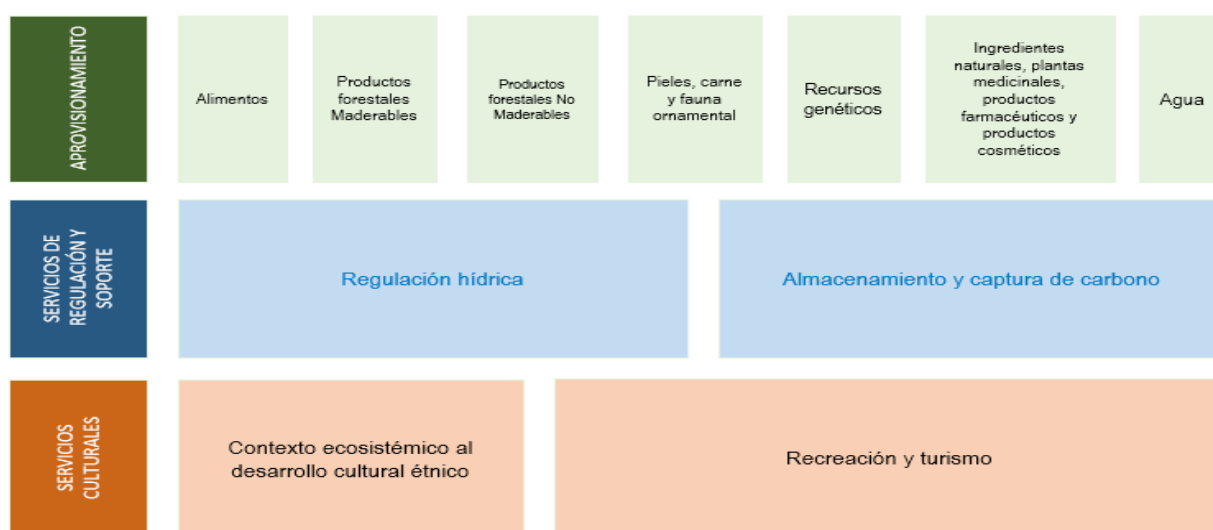 APROVISIONAMIENTO
Alimentos
Productos
forestales
Maderables
Productos
forestales No
Maderables
Pieles, carne
y fauna
ornamental
Recursos
genéticos
Ingredientes
naturales, plantas
medicinales,
productos
farmacéuticos y
productos
cosméticos
Agua
SERVICIOS DE
REGULACIÓN Y
SOPORTE
Regulación hídrica
Almacenamiento y captura de carbono
SERVICIOS
CULTURALES
Contexto ecosistémico al
desarrollo cultural étnico
Recreación y turismo